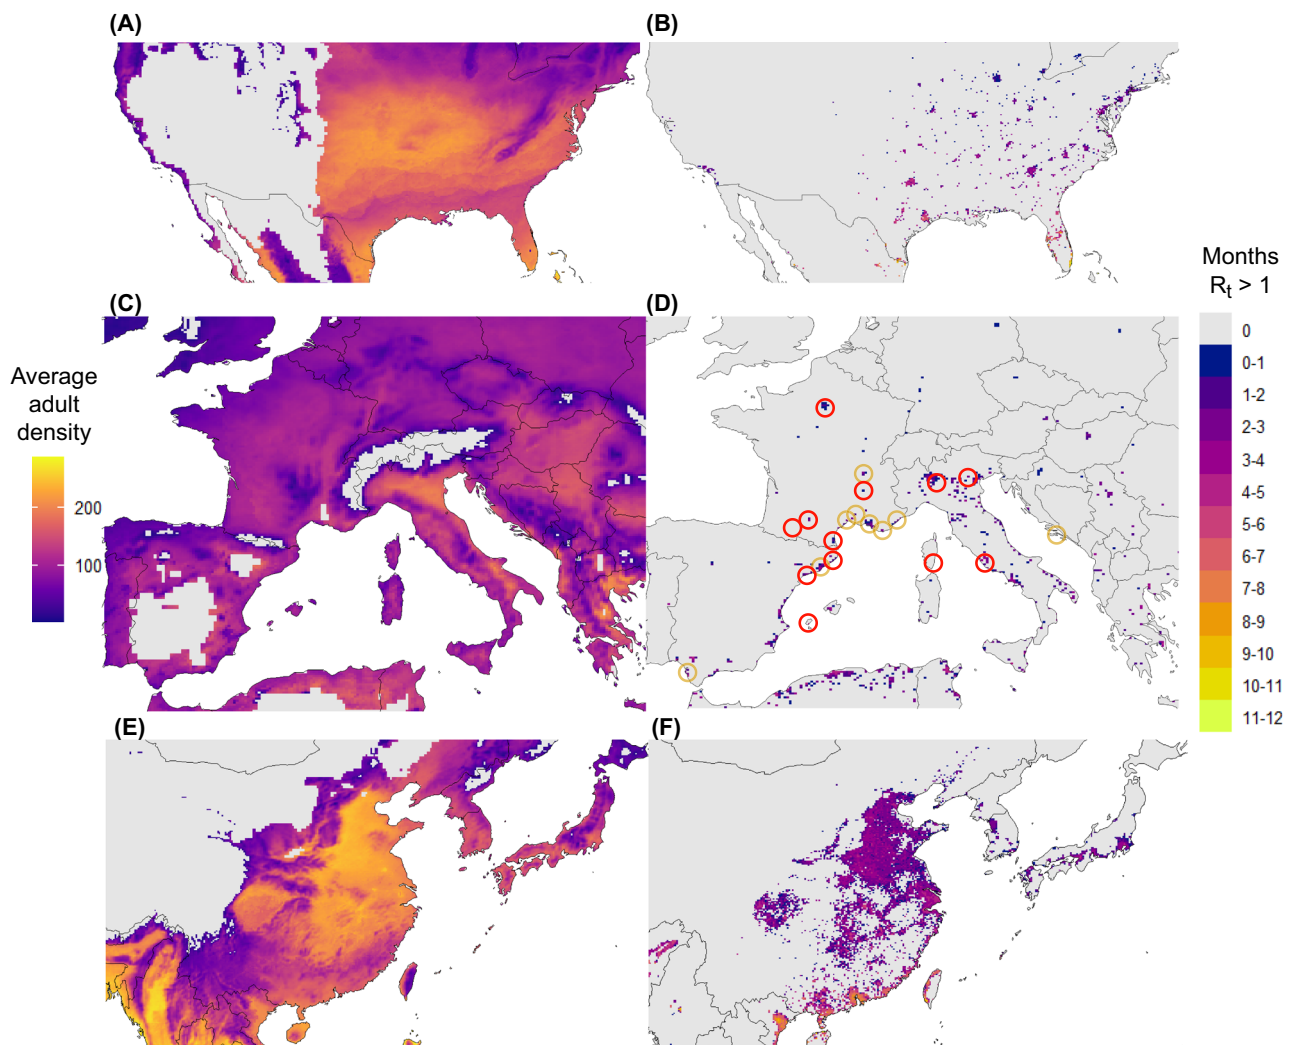 (A)
(B)
(C)
(D)
(E)
(F)
Average
adult
density
200
100
Months
Rt > 1
0
0-1
1-2
2-3
3-4
4-5
5-6
6-7
7-8
8-9
9-10
10-11
11-12